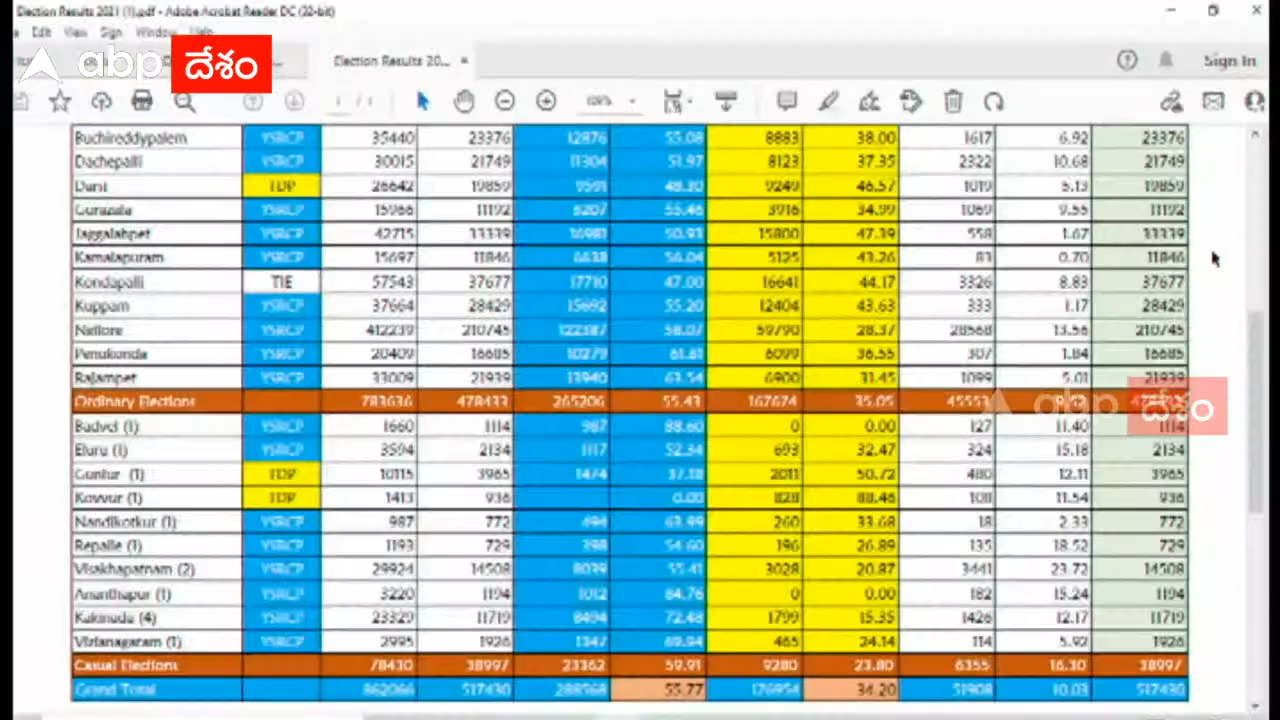 Election Results 2021 (1).pdf - Adobe Acrobat Reader DC (32-bit)
Edit View Sign Window Help
abp దేశం
Election Results 20... ×
Sign In
Buchireddypalem YSRCP 35440 23376 12876 55.08 8883 38.00 1617 6.92 23376
Dachepalli YSRCP 30015 21749 11304 51.97 8123 37.35 2322 10.68 21749
Darsi TDP 26642 19859 9591 48.30 9249 46.57 1019 5.13 19859
Gurazala YSRCP 15966 11192 6207 55.46 3916 34.99 1069 9.55 11192
Jaggaiahpet YSRCP 42715 33339 16981 50.93 15800 47.39 558 1.67 33339
Kamalapuram YSRCP 15697 11846 6638 56.04 5125 43.26 83 0.70 11846
Kondapalli TIE 57543 37677 17710 47.00 16641 44.17 3326 8.83 37677
Kuppam YSRCP 37664 28429 15692 55.20 12404 43.63 333 1.17 28429
Nellore YSRCP 412239 210745 122387 58.07 59790 28.37 28568 13.56 210745
Penukonda YSRCP 20409 16685 10279 61.61 6099 36.55 307 1.84 16685
Rajampet YSRCP 33009 21939 13940 63.54 6900 31.45 1099 5.01 21939
Ordinary Elections 783636 478433 265206 55.43 167674 35.05 45553 9.52
abp దేశం
Badvel (1) YSRCP 1660 1114 987 88.60 0 0.00 127 11.40 1114
Eluru (1) YSRCP 3594 2134 1117 52.34 693 32.47 324 15.18 2134
Guntur (1) TDP 10115 3965 1474 37.18 2011 50.72 480 12.11 3965
Kovvur (1) TDP 1413 936 0.00 828 88.46 108 11.54 936
Nandikotkur (1) YSRCP 987 772 494 63.99 260 33.68 18 2.33 772
Repalle (1) YSRCP 1193 729 398 54.60 196 26.89 135 18.52 729
Visakhapatnam (2) YSRCP 29924 14508 8039 55.41 3028 20.87 3441 23.72 14508
Ananthapur (1) YSRCP 3220 1194 1012 84.76 0 0.00 182 15.24 1194
Kakinada (4) YSRCP 23329 11719 8494 72.48 1799 15.35 1426 12.17 11719
Vizianagaram (1) YSRCP 2995 1926 1347 69.94 465 24.14 114 5.92 1926
Casual Elections 78430 38997 23362 59.91 9280 23.80 6355 16.30 38997
Grand Total 862066 517430 288568 55.77 176954 34.20 51908 10.03 517430